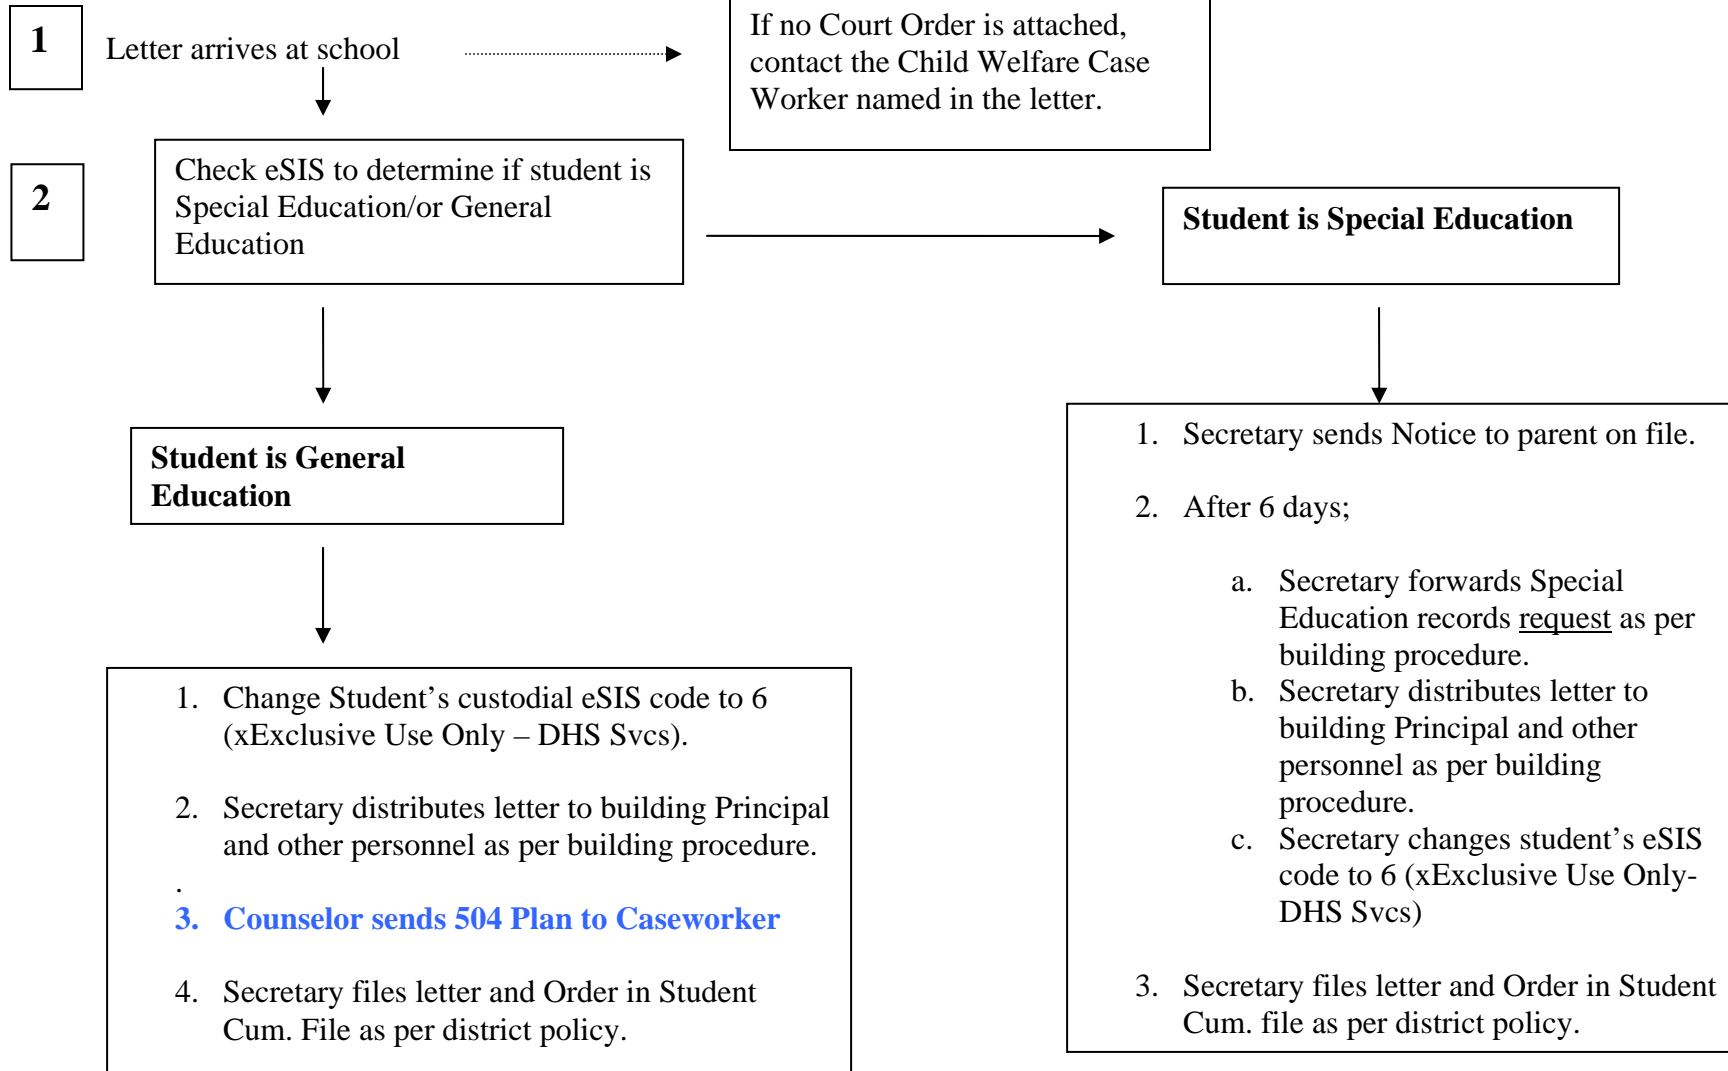 1
Letter arrives at school
If no Court Order is attached,
contact the Child Welfare Case
Worker named in the letter.
2
Check eSIS to determine if student is
Special Education/or General
Education
Student is Special Education
Student is General
Education
1. Change Student’s custodial eSIS code to 6
(xExclusive Use Only – DHS Svcs).
2. Secretary distributes letter to building Principal
and other personnel as per building procedure.
.
3. Counselor sends 504 Plan to Caseworker
4. Secretary files letter and Order in Student
Cum. File as per district policy.
1. Secretary sends Notice to parent on file.
2. After 6 days;
a. Secretary forwards Special
Education records request as per
building procedure.
b. Secretary distributes letter to
building Principal and other
personnel as per building
procedure.
c. Secretary changes student’s eSIS
code to 6 (xExclusive Use Only-
DHS Svcs)
3. Secretary files letter and Order in Student
Cum. file as per district policy.